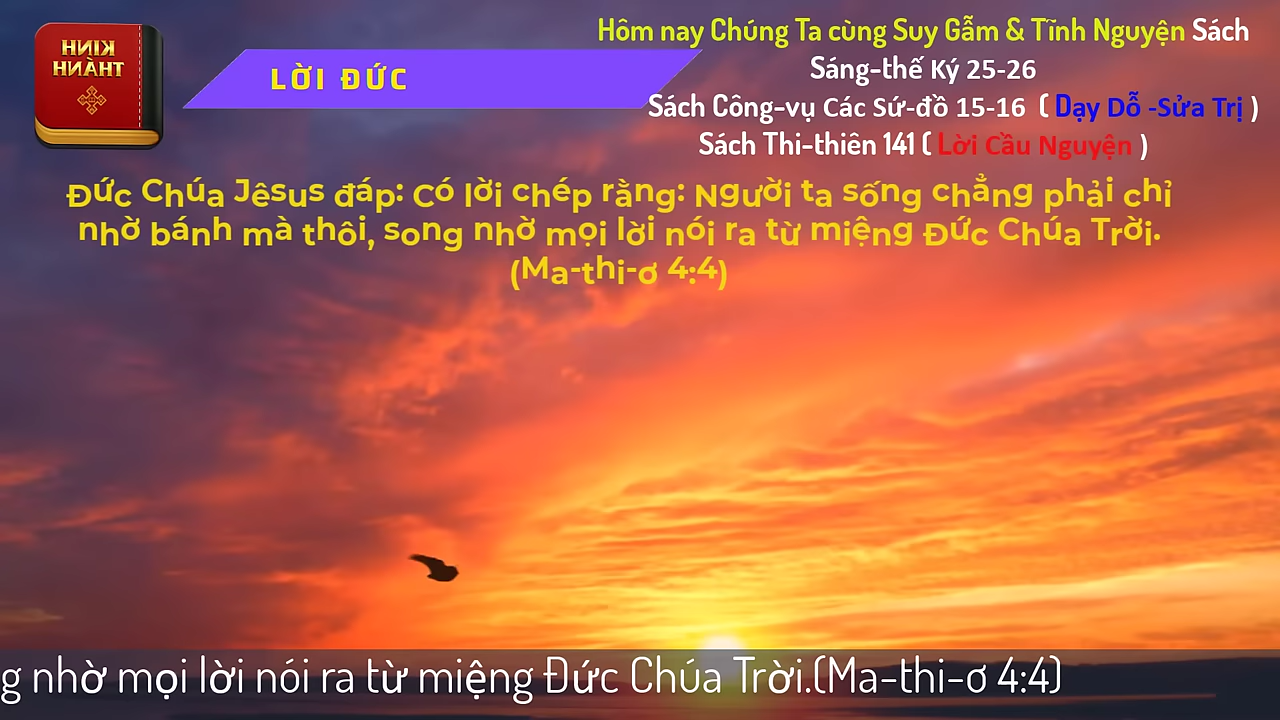 KINH
THÀNH
LỜI ĐỨC
Hôm nay Chúng Ta cùng Suy Gẫm & Tĩnh Nguyện Sách
Sáng-thế Ký 25-26
Sách Công-vụ Các Sứ-đồ 15-16 ( Dạy Dỗ -Sửa Trị )
Sách Thi-thiên 141 ( Lời Cầu Nguyện )
Đức Chúa Jêsus đáp: Có lời chép rằng: Người ta sống chẳng phải chỉ
nhờ bánh mà thôi, song nhờ mọi lời nói ra từ miệng Đức Chúa Trời.
(Ma-thi-ơ 4:4)
g nhờ mọi lời nói ra từ miệng Đức Chúa Trời.(Ma-thi-ơ 4:4)